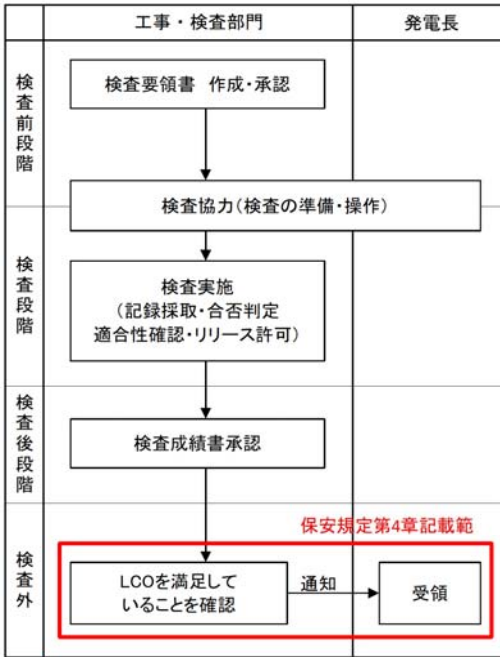 工事・検査部門
発電長
検査前段階
検査要領書 作成・承認
検査協力(検査の準備・操作)
検査段階
検査実施
(記録採取・合否判定
適合性確認・リリース許可)
検査後段階
検査成績書承認
保安規定第4章記載範
検査外
LCOを満足して
いることを確認
通知
受領